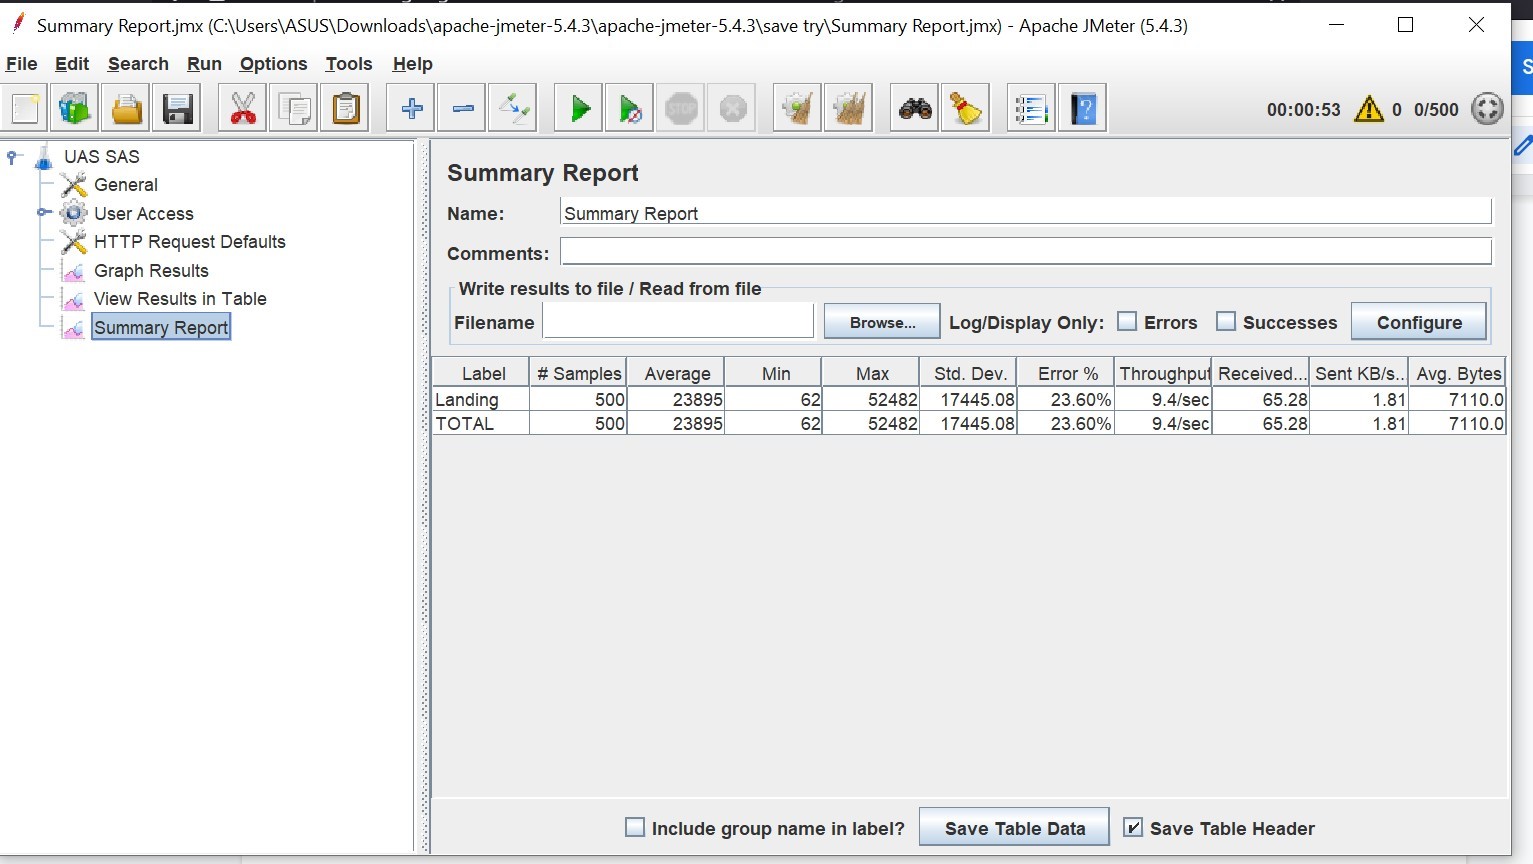 Summary Report.jmx (C:\Users\ASUS\Downloads\apache-jmeter-5.4.3\apache-jmeter-5.4.3\save try\Summary Report.jmx) - Apache JMeter (5.4.3)
File Edit Search Run Options Tools Help
STOP
00:00:53 0 0/500
UAS SAS
General
User Access
HTTP Request Defaults
Graph Results
View Results in Table
Summary Report
Summary Report
Name: Summary Report
Comments:
Write results to file / Read from file
Filename Browse... Log/Display Only: Errors Successes Configure
Label # Samples Average Min Max Std. Dev. Error % Throughput Received... Sent KB/s... Avg. Bytes
Landing 500 23895 62 52482 17445.08 23.60% 9.4/sec 65.28 1.81 7110.0
TOTAL 500 23895 62 52482 17445.08 23.60% 9.4/sec 65.28 1.81 7110.0
Include group name in label? Save Table Data Save Table Header